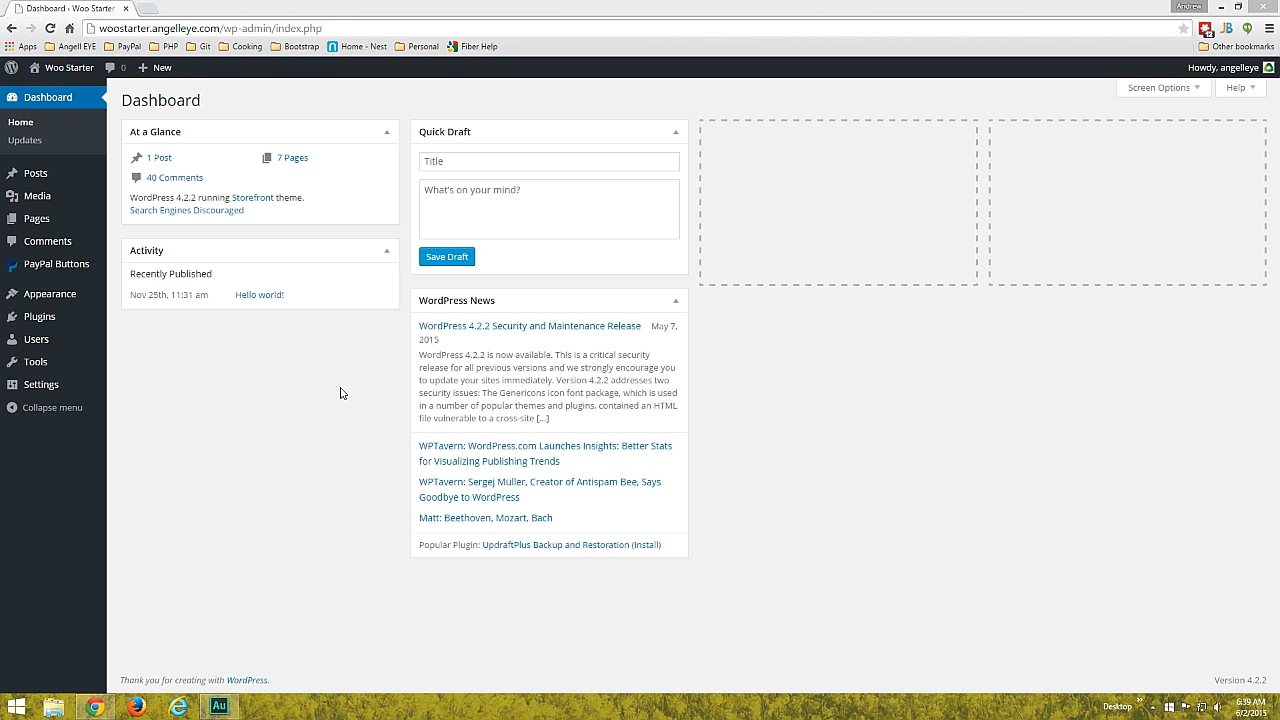 Dashboard ‹ Woo Starter
Andrew
woostarter.angelleye.com/wp-admin/index.php
12
JB
Apps
Angell EYE
PayPal
PHP
Git
Cooking
Bootstrap
Home - Nest
Personal
Fiber Help
Other bookmarks
Woo Starter
0
New
Howdy, angelleye
Dashboard
Home
Updates
Posts
Media
Pages
Comments
PayPal Buttons
Appearance
Plugins
Users
Tools
Settings
Collapse menu
Screen Options
Help
Dashboard
At a Glance
1 Post
7 Pages
40 Comments
WordPress 4.2.2 running Storefront theme.
Search Engines Discouraged
Activity
Recently Published
Nov 25th, 11:31 am
Hello world!
Quick Draft
Title
What's on your mind?
Save Draft
WordPress News
WordPress 4.2.2 Security and Maintenance Release May 7,
2015
WordPress 4.2.2 is now available. This is a critical security
release for all previous versions and we strongly encourage you
to update your sites immediately. Version 4.2.2 addresses two
security issues: The Genericons icon font package, which is used
in a number of popular themes and plugins, contained an HTML
file vulnerable to a cross-site […]
WPTavern: WordPress.com Launches Insights: Better Stats
for Visualizing Publishing Trends
WPTavern: Sergej Müller, Creator of Antispam Bee, Says
Goodbye to WordPress
Matt: Beethoven, Mozart, Bach
Popular Plugin: UpdraftPlus Backup and Restoration (Install)
Thank you for creating with WordPress.
Version 4.2.2
Au
Desktop
6:39 AM
6/2/2015